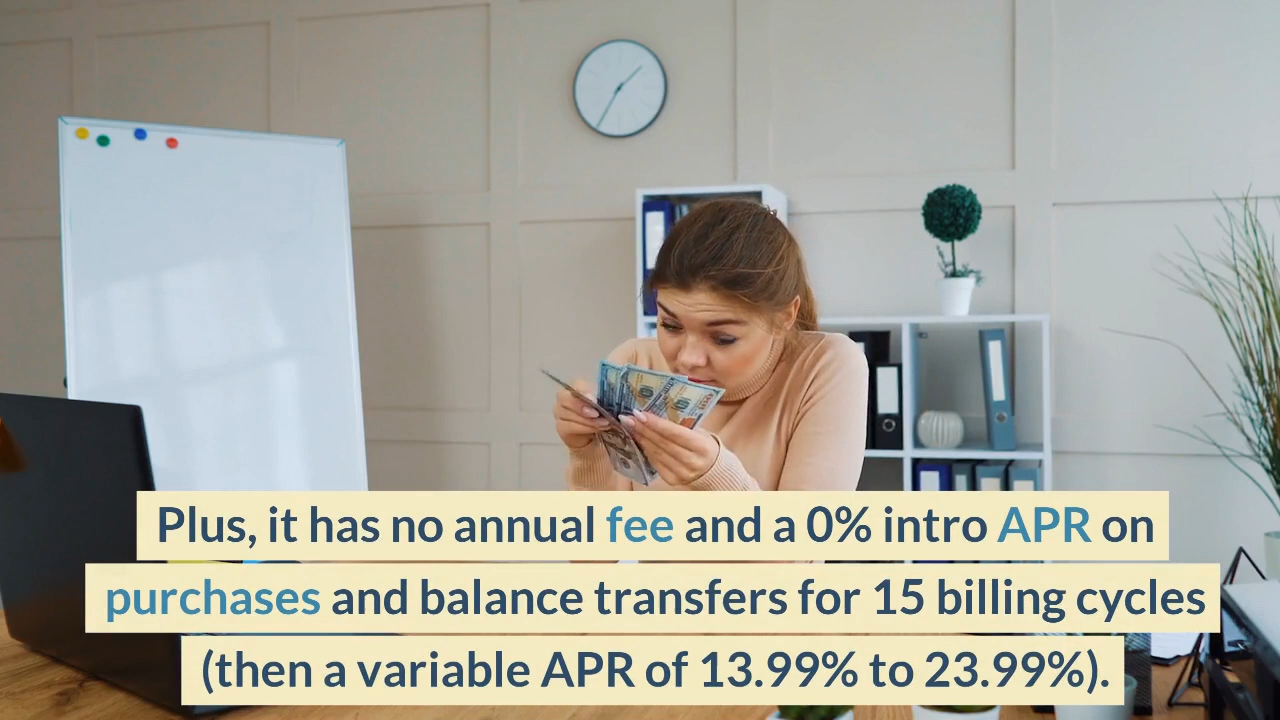 Plus, it has no annual fee and a 0% intro APR on
purchases and balance transfers for 15 billing cycles
(then a variable APR of 13.99% to 23.99%).